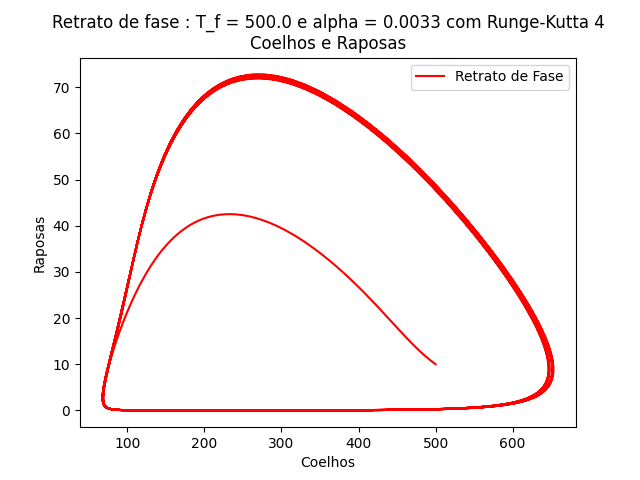 Retrato de fase : T_f = 500.0 e alpha = 0.0033 com Runge-Kutta 4
Coelhos e Raposas
Retrato de Fase
70
60
50
40
30
20
10
0
Raposas
100 200 300 400 500 600
Coelhos